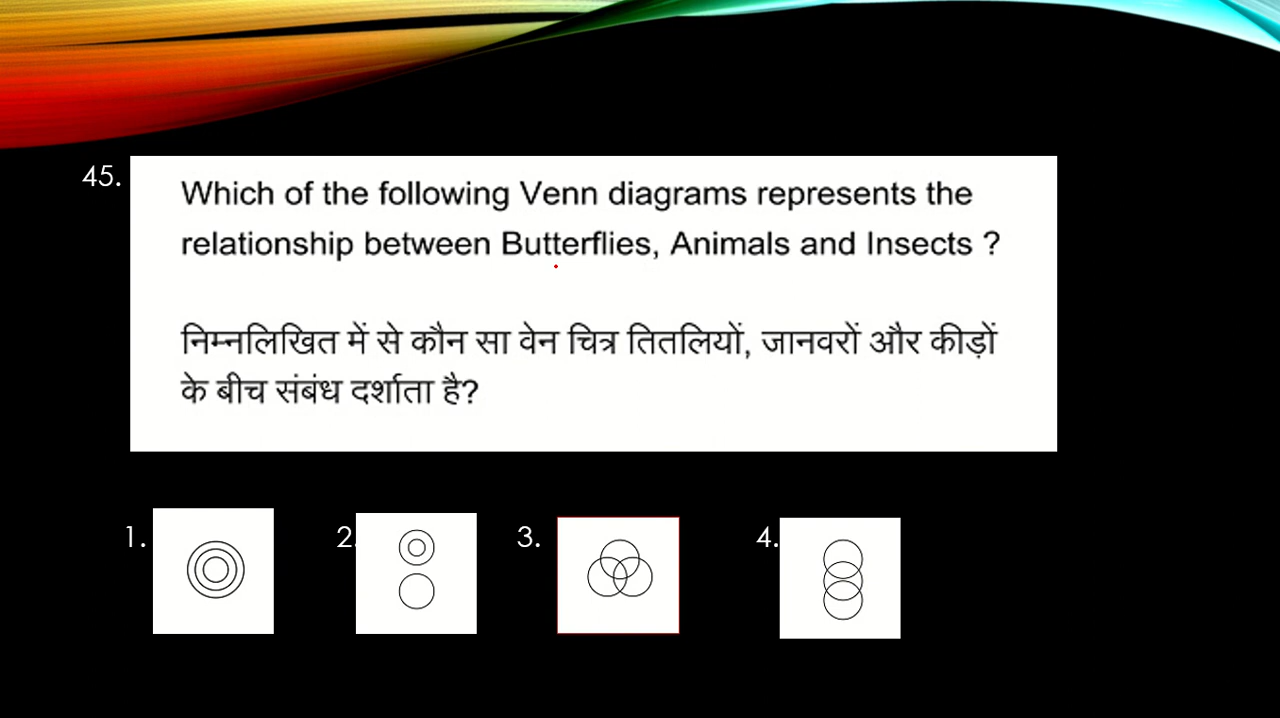 45.
Which of the following Venn diagrams represents the
relationship between Butterflies, Animals and Insects ?
निम्नलिखित में से कौन सा वेन चित्र तितलियों, जानवरों और कीड़ों
के बीच संबंध दर्शाता है?
1. 2. 3. 4.